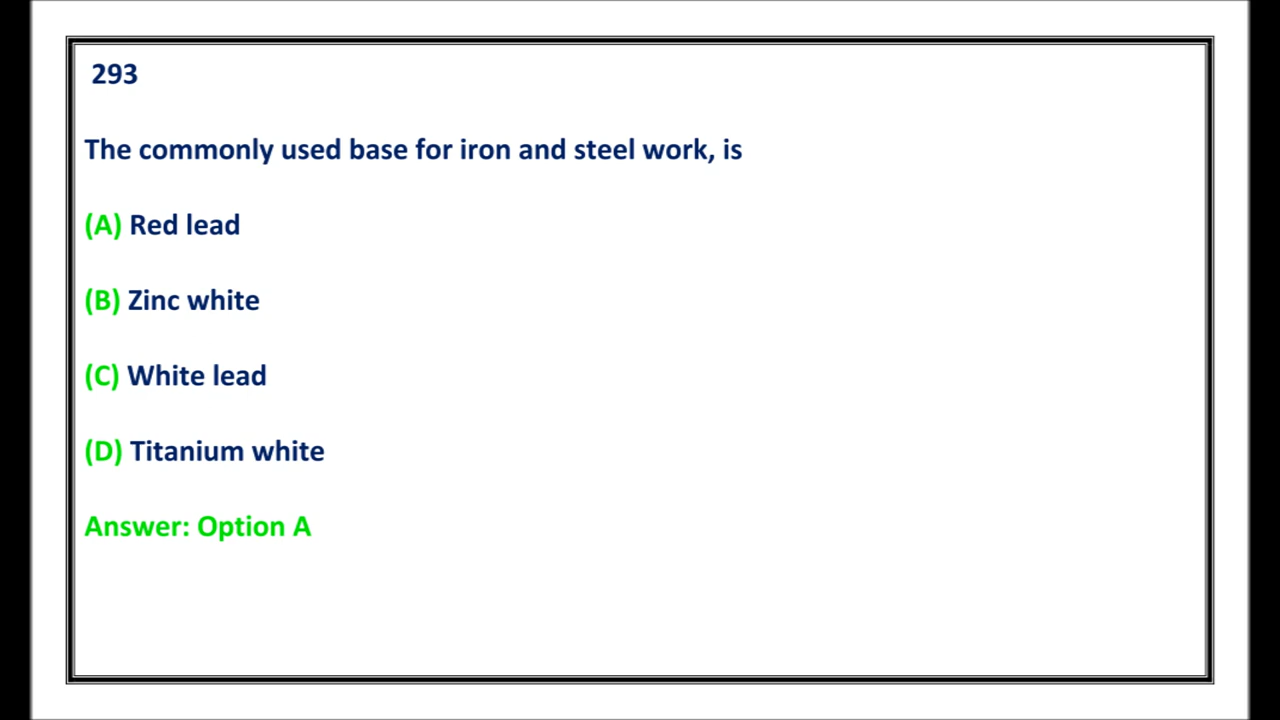 293
The commonly used base for iron and steel work, is
(A) Red lead
(B) Zinc white
(C) White lead
(D) Titanium white
Answer: Option A